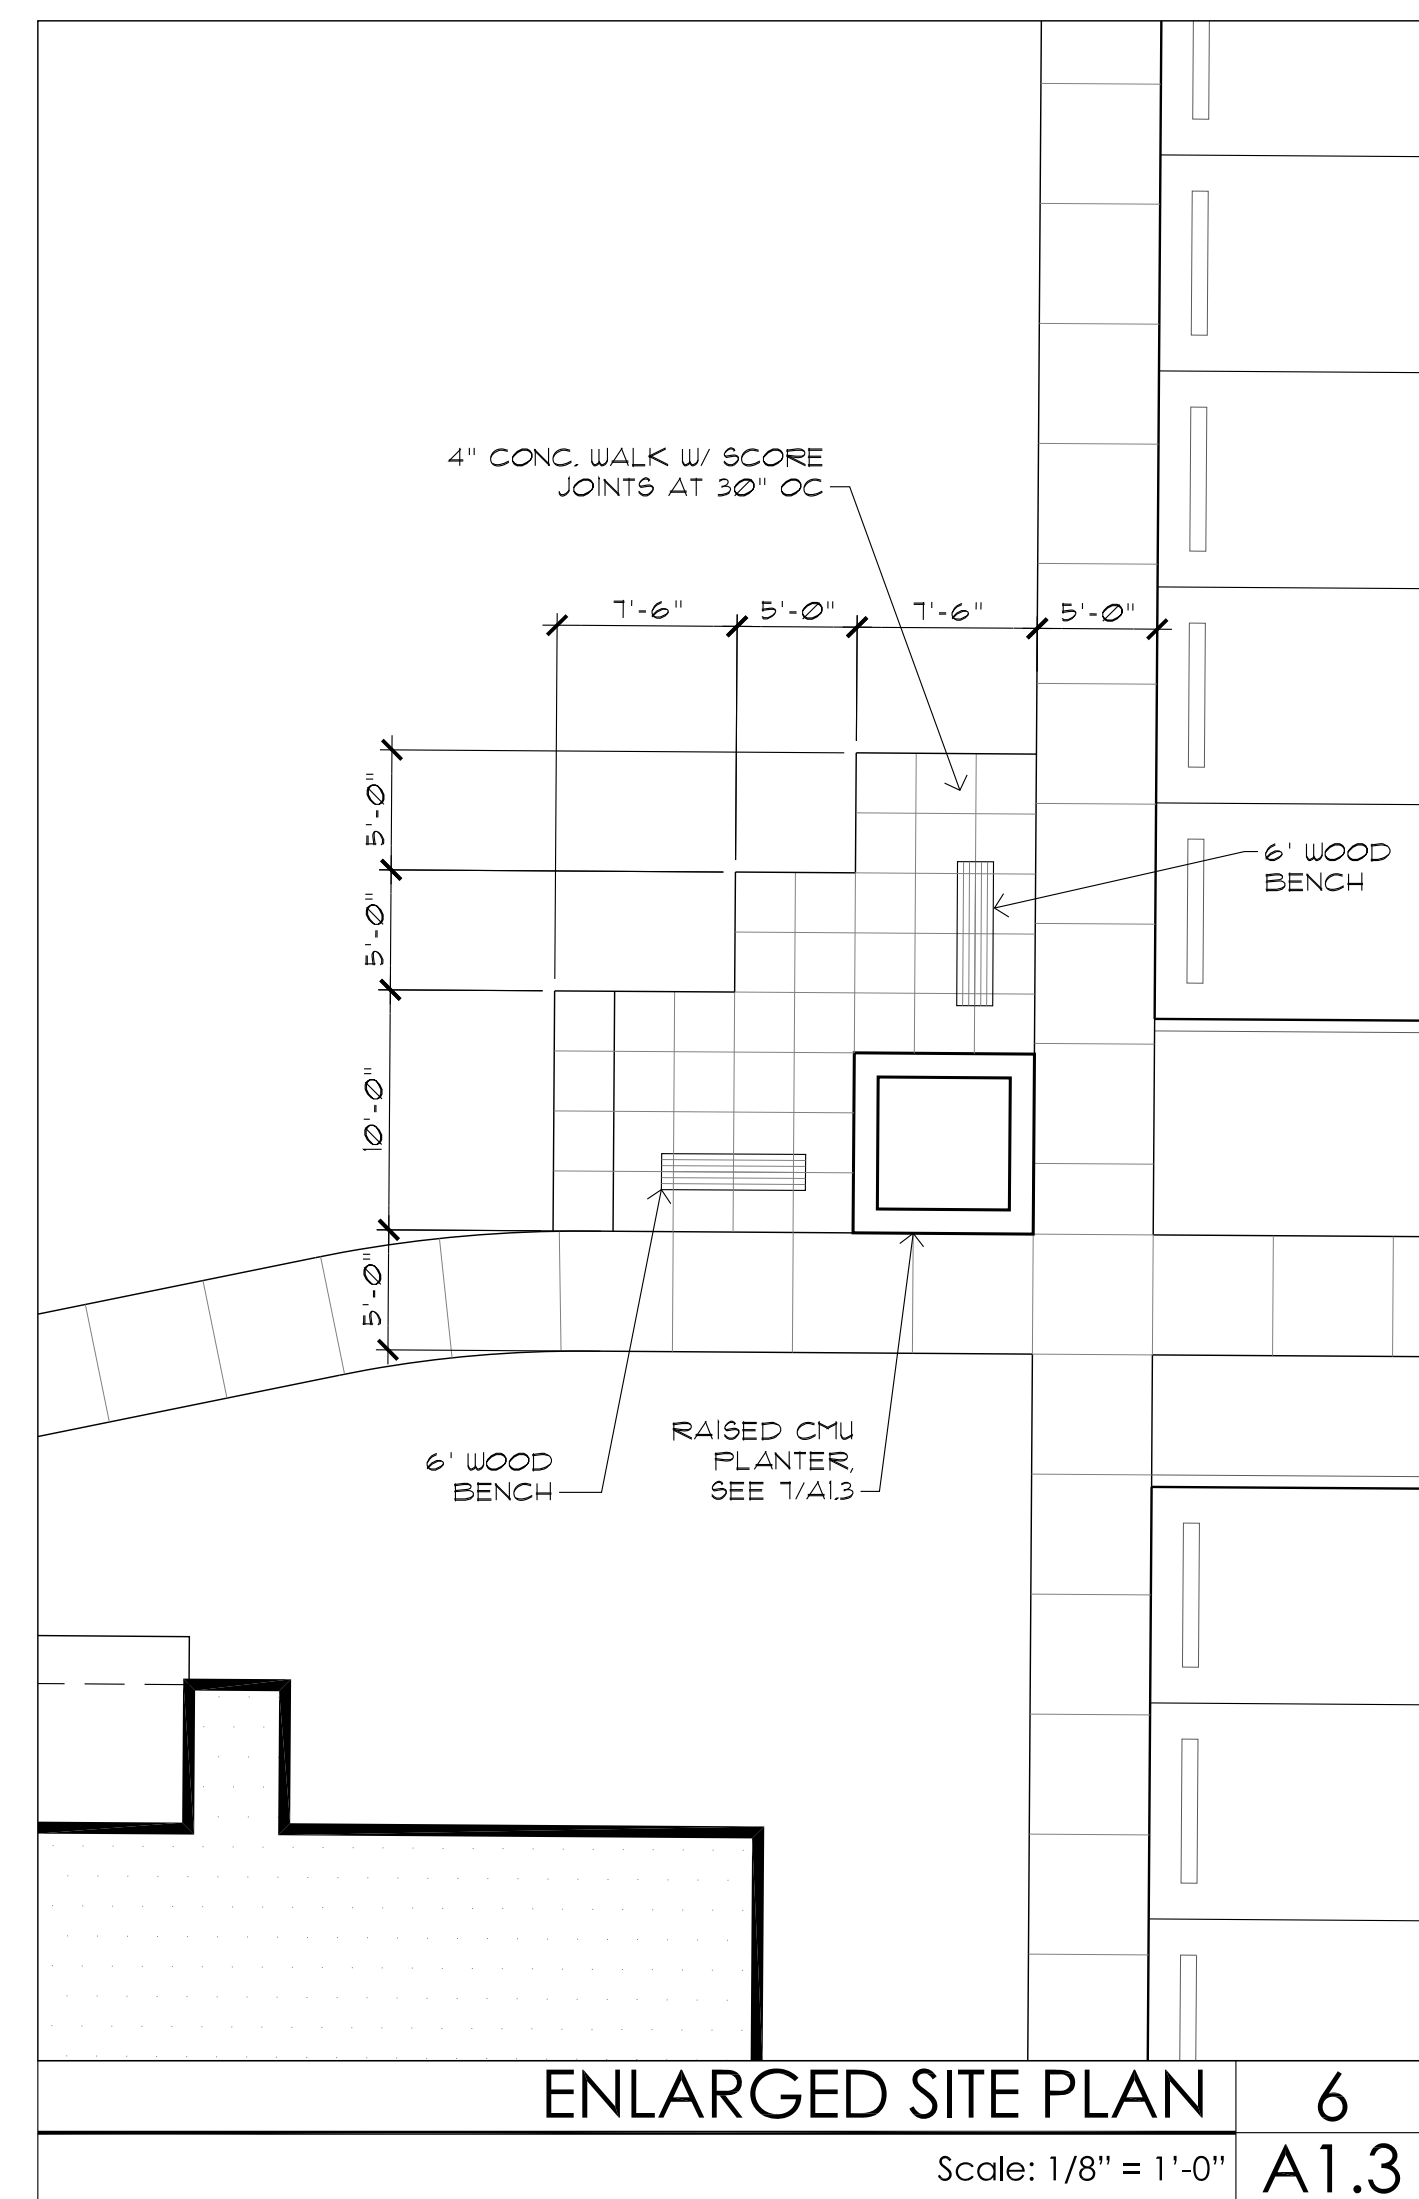 4" CONC. WALK W/ SCORE
JOINTS AT 30" OC
7'-6"
5'-0"
7'-6"
5'-0"
5'-0"
5'-0"
10'-0"
5'-0"
6' WOOD
BENCH
6' WOOD
BENCH
RAISED CMU
PLANTER,
SEE 7/A1.3
ENLARGED SITE PLAN
6
Scale: 1/8” = 1’-0”
A1.3